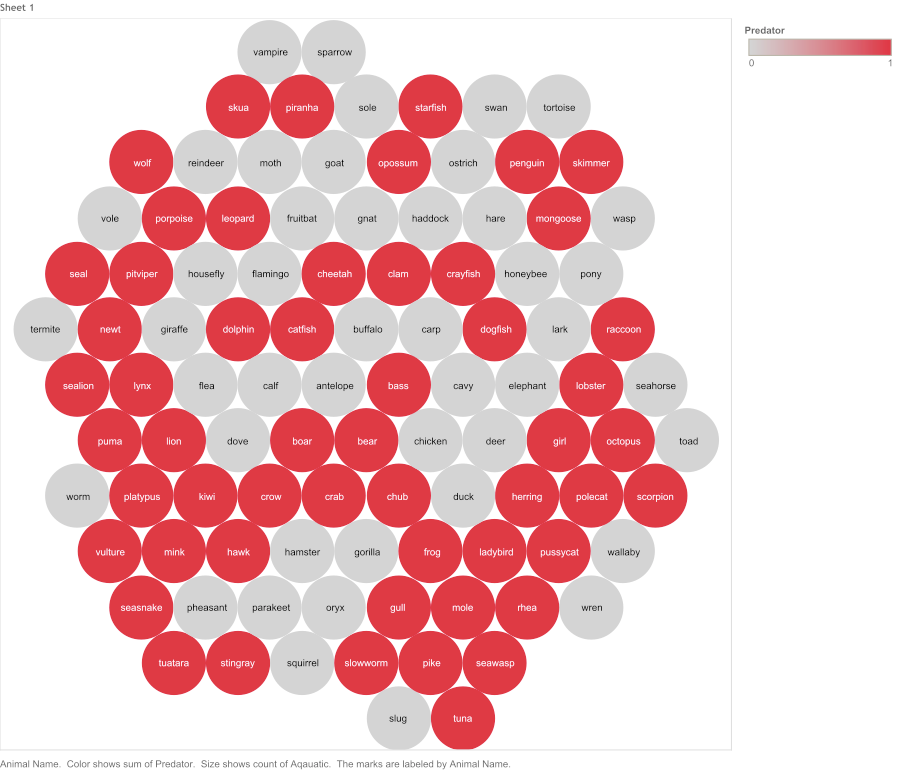 Sheet 1
Predator
0 1
vampire sparrow
skua piranha sole starfish swan tortoise
wolf reindeer moth goat opossum ostrich penguin skimmer
vole porpoise leopard fruitbat gnat haddock hare mongoose wasp
seal pitviper housefly flamingo cheetah clam crayfish honeybee pony
termite newt giraffe dolphin catfish buffalo carp dogfish lark raccoon
sealion lynx flea calf antelope bass cavy elephant lobster seahorse
puma lion dove boar bear chicken deer girl octopus toad
worm platypus kiwi crow crab chub duck herring polecat scorpion
vulture mink hawk hamster gorilla frog ladybird pussycat wallaby
seasnake pheasant parakeet oryx gull mole rhea wren
tuatara stingray squirrel slowworm pike seawasp
slug tuna
Animal Name.  Color shows sum of Predator.  Size shows count of Aqauatic.  The marks are labeled by Animal Name.